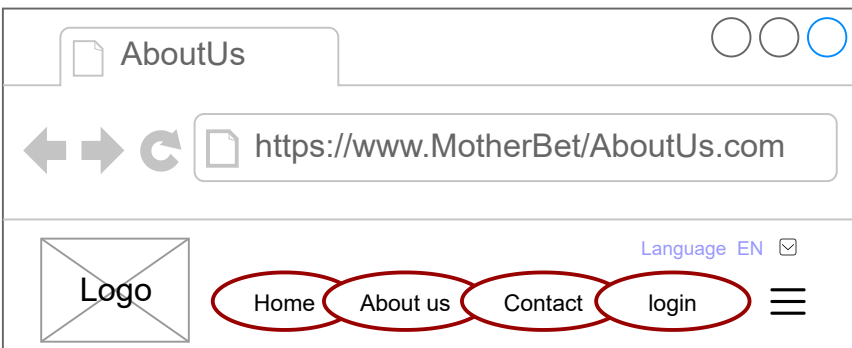 AboutUs
https://www.MotherBet/AboutUs.com
Language EN
Logo
Home About us Contact login